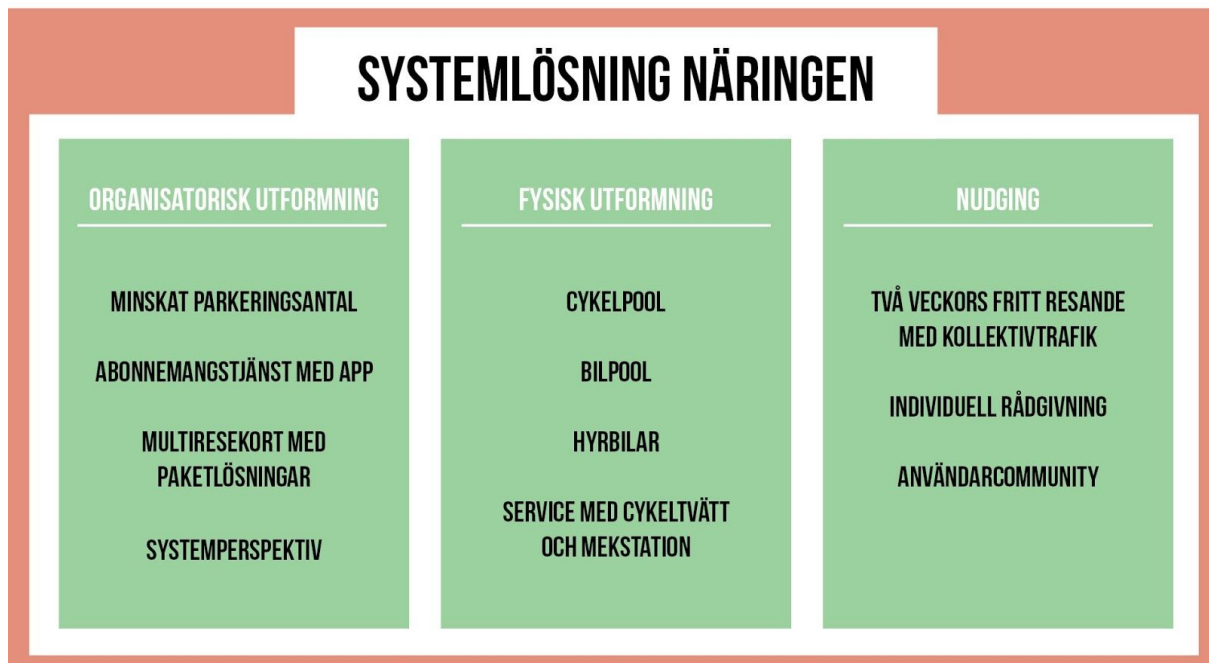 SYSTEMLÖSNING NÄRINGEN
ORGANISATORISK UTFORMNING
MINSKAT PARKERINGSANTAL
ABONNEMANGSTJÄNST MED APP
MULTIRESEKORT MED
PAKETLÖSNINGAR
SYSTEMPERSPEKTIV
FYSISK UTFORMNING
CYKELPOOL
BILPOOL
HYRBILAR
SERVICE MED CYKELTVÄTT
OCH MEKSTATION
NUDGING
TVÅ VECKORS FRITT RESANDE
MED KOLLEKTIVTRAFIK
INDIVIDUELL RÅDGIVNING
ANVÄNDARCOMMUNITY